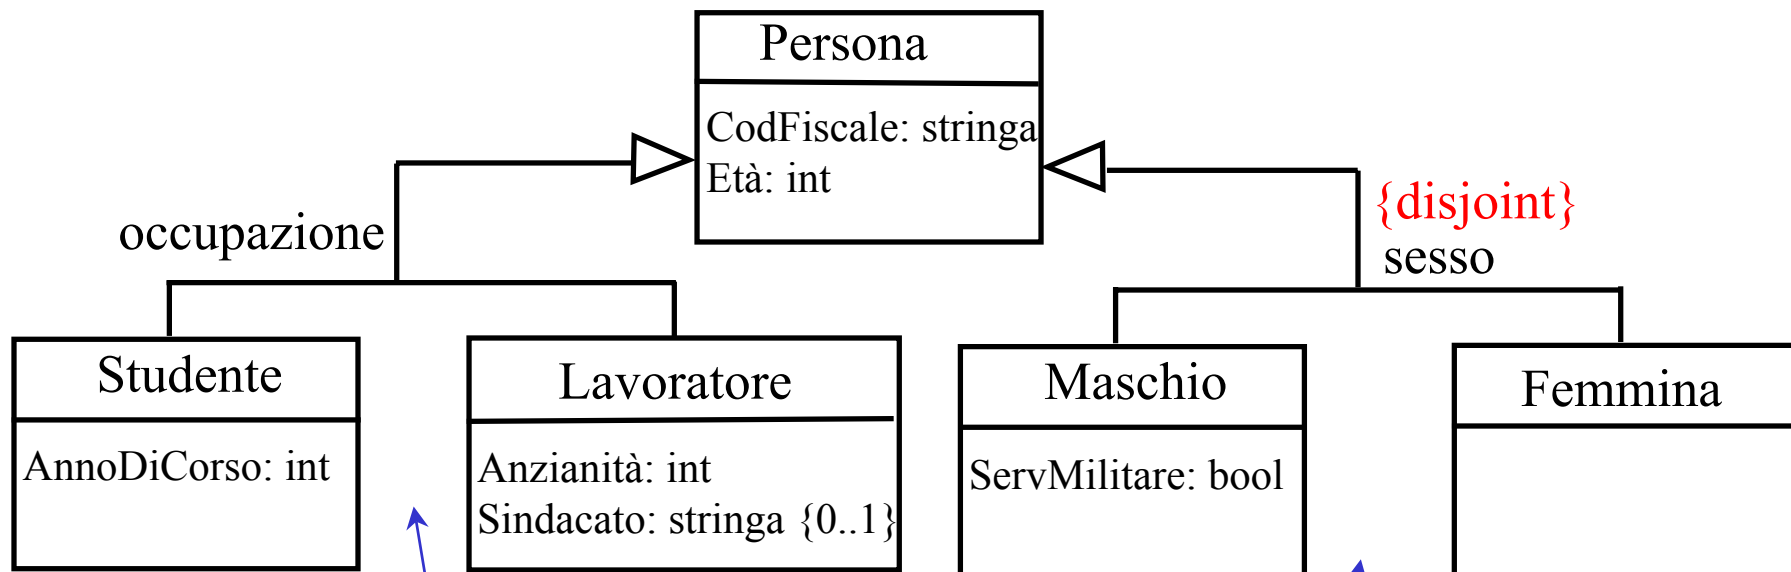 Persona
CodFiscale: stringa
Età: int
occupazione
{disjoint}
sesso
Studente
AnnoDiCorso: int
Lavoratore
Anzianità: int
Sindacato: stringa {0..1}
Maschio
ServMilitare: bool
Femmina